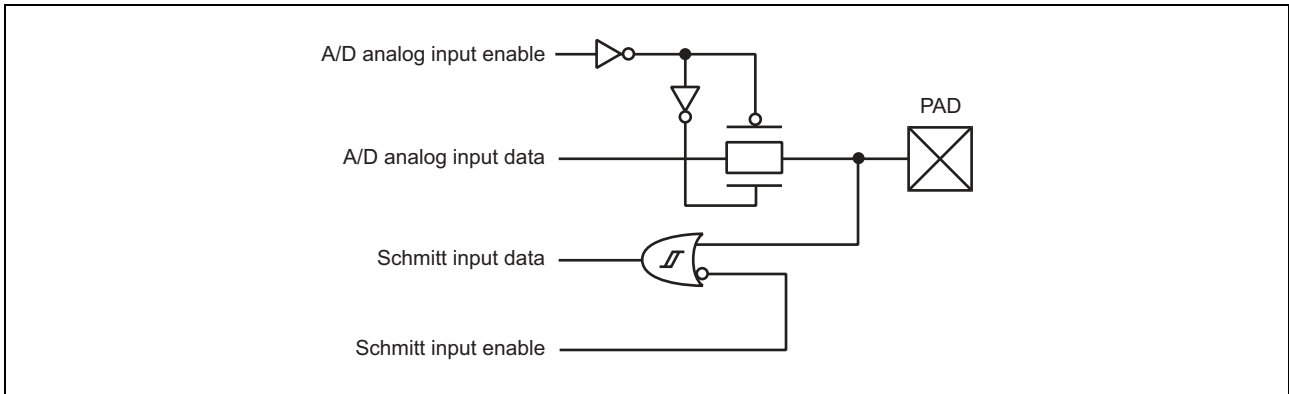 A/D analog input enable
PAD
A/D analog input data
Schmitt input data
Schmitt input enable